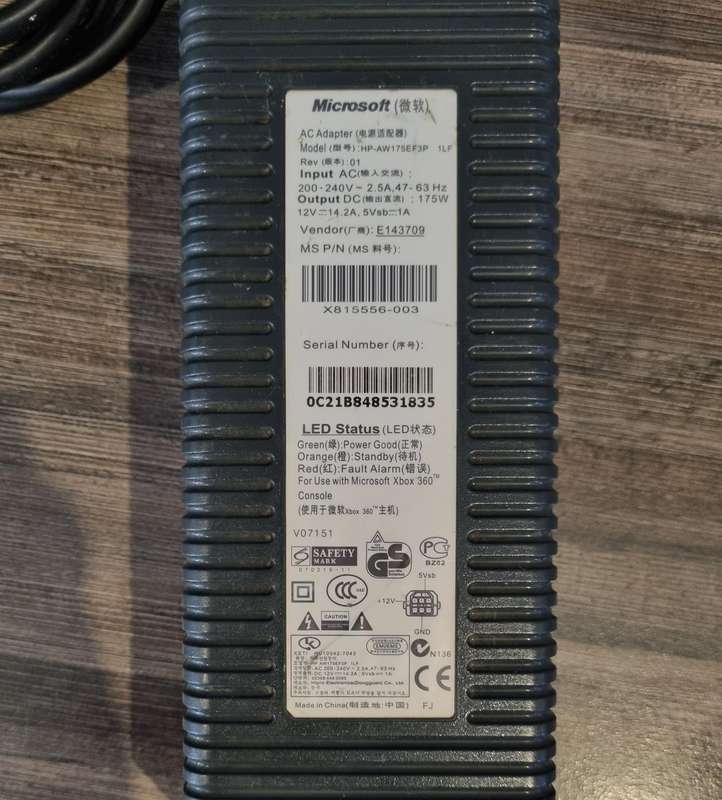 Microsoft (微软)
AC Adapter (电源适配器)
Model (型号) : HP-AW175EF3P 1LF
Rev (版本) : 01
Input AC(输入交流) :
200-240V~ 2.5A,47-63 Hz
Output DC(输出直流) : 175W
12V⎓14.2A, 5Vsb⎓1A
Vendor(厂商): E143709
MS P/N (MS 料号):
X815556-003
Serial Number (序号):
0C21B848531835
LED Status (LED状态)
Green(绿):Power Good(正常)
Orange(橙):Standby(待机)
Red(红):Fault Alarm(错误)
For Use with Microsoft Xbox 360™
Console
(使用于微软Xbox 360™主机)
V07151
SAFETY
MARK
GS
PC
BZ02
CCC
5Vsb
+12V
CAUTION
GND
N136
CE
Made in China(制造地:中国)
FJ